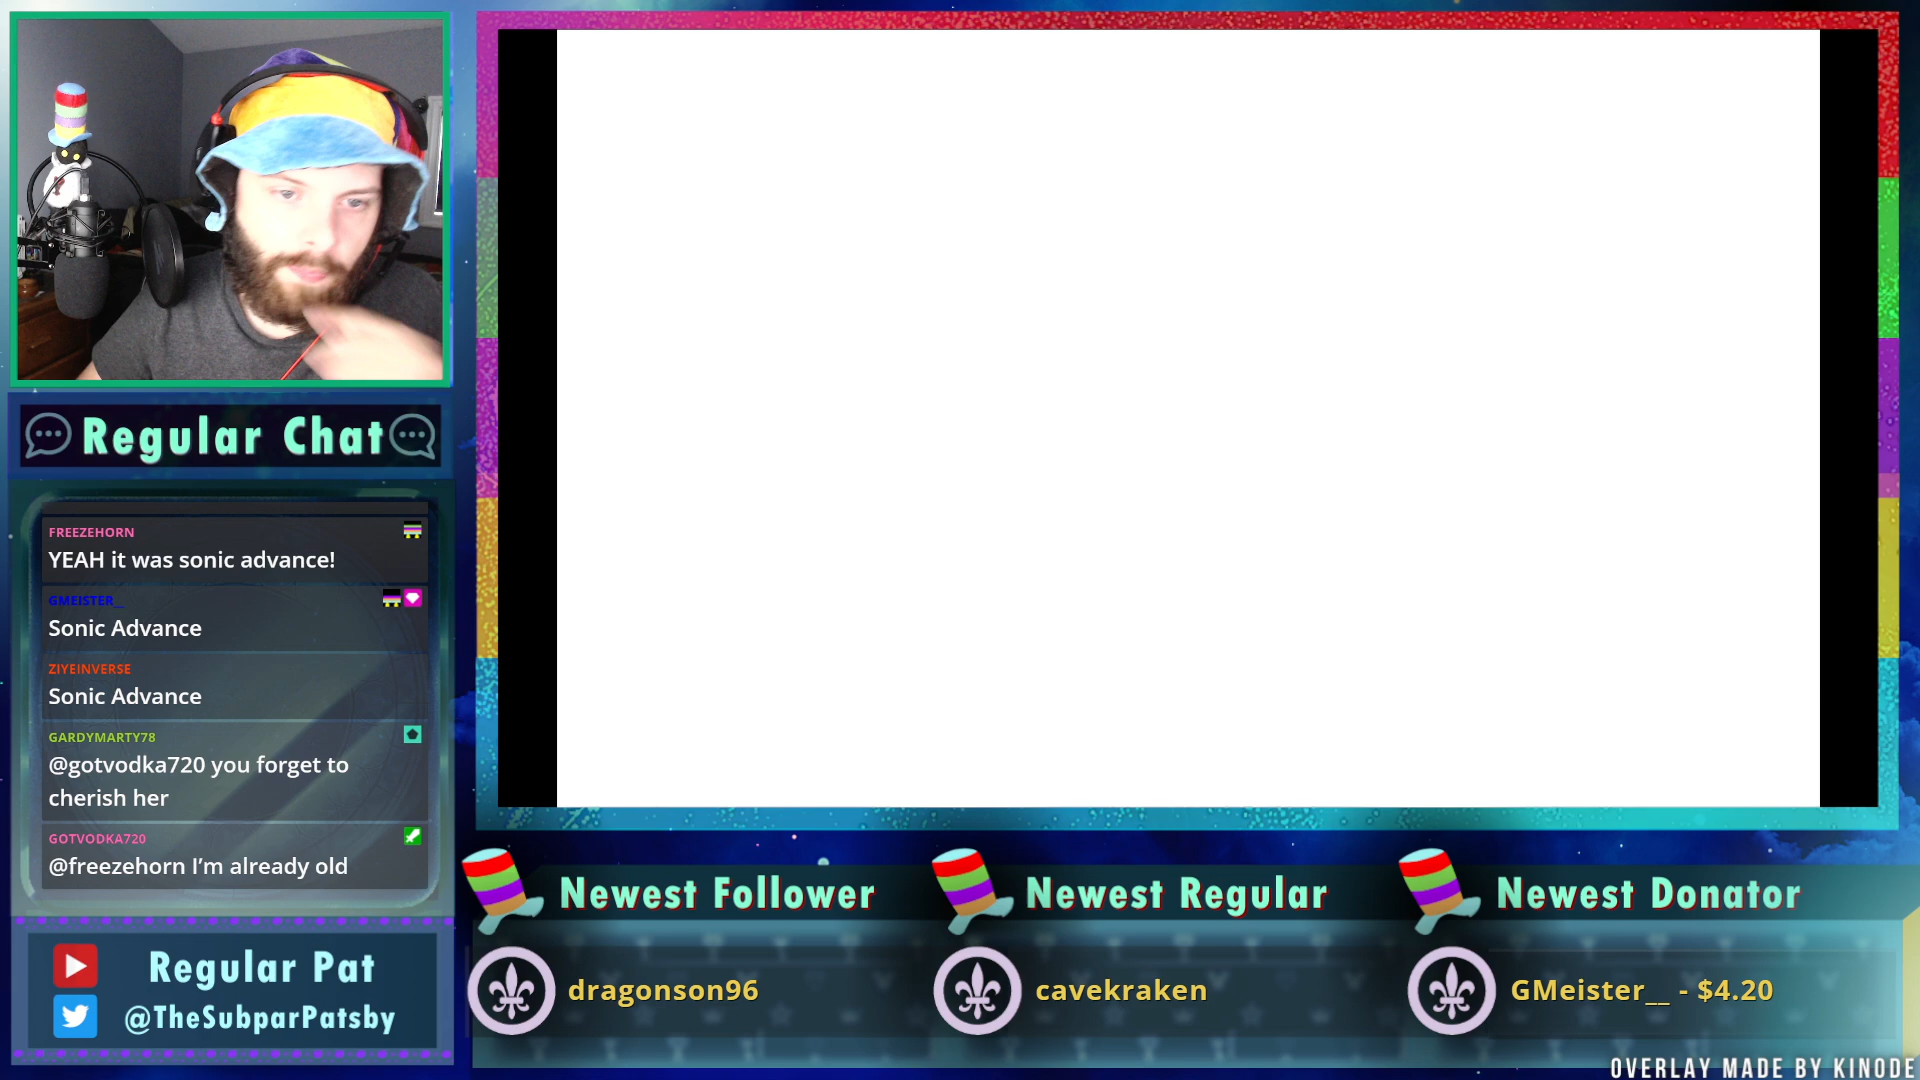 Regular Chat
FREEZEHORN
YEAH it was sonic advance!
GMEISTER__
Sonic Advance
ZIYEINVERSE
Sonic Advance
GARDYMARTY78
@gotvodka720 you forget to
cherish her
GOTVODKA720
@freezehorn I’m already old
Regular Pat
@TheSubparPatsby
Newest Follower
dragonson96
Newest Regular
cavekraken
Newest Donator
GMeister__ - $4.20
OVERLAY MADE BY KINODE